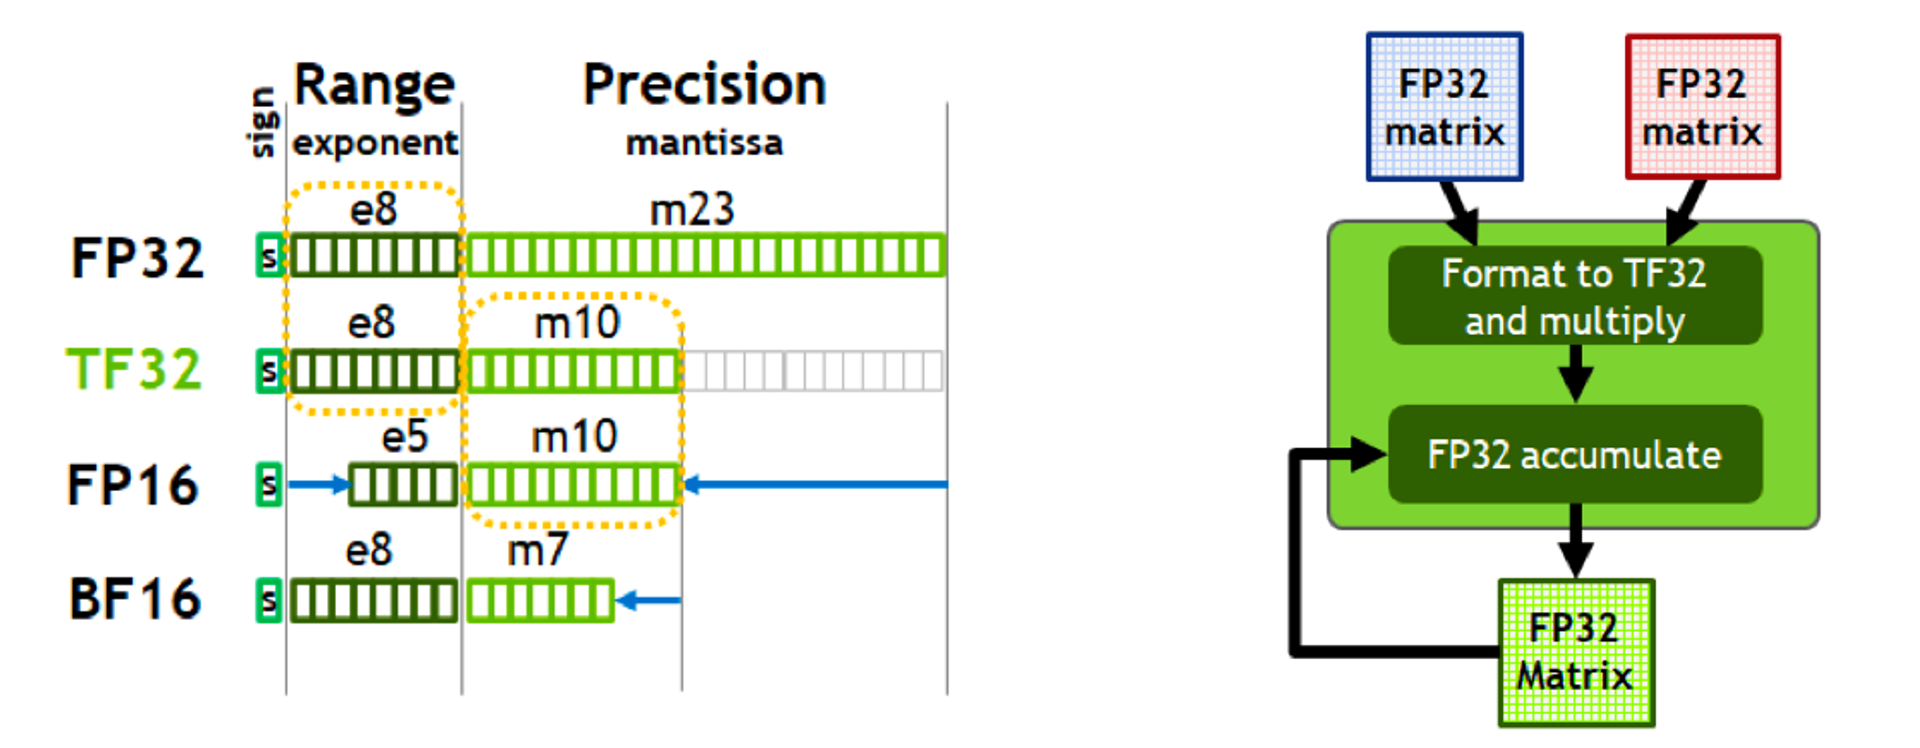 sign
Range
exponent
Precision
mantissa
e8
m23
FP32
s
e8
m10
TF32
s
e5
m10
FP16
s
e8
m7
BF16
s
FP32
matrix
FP32
matrix
Format to TF32
and multiply
FP32 accumulate
FP32
Matrix